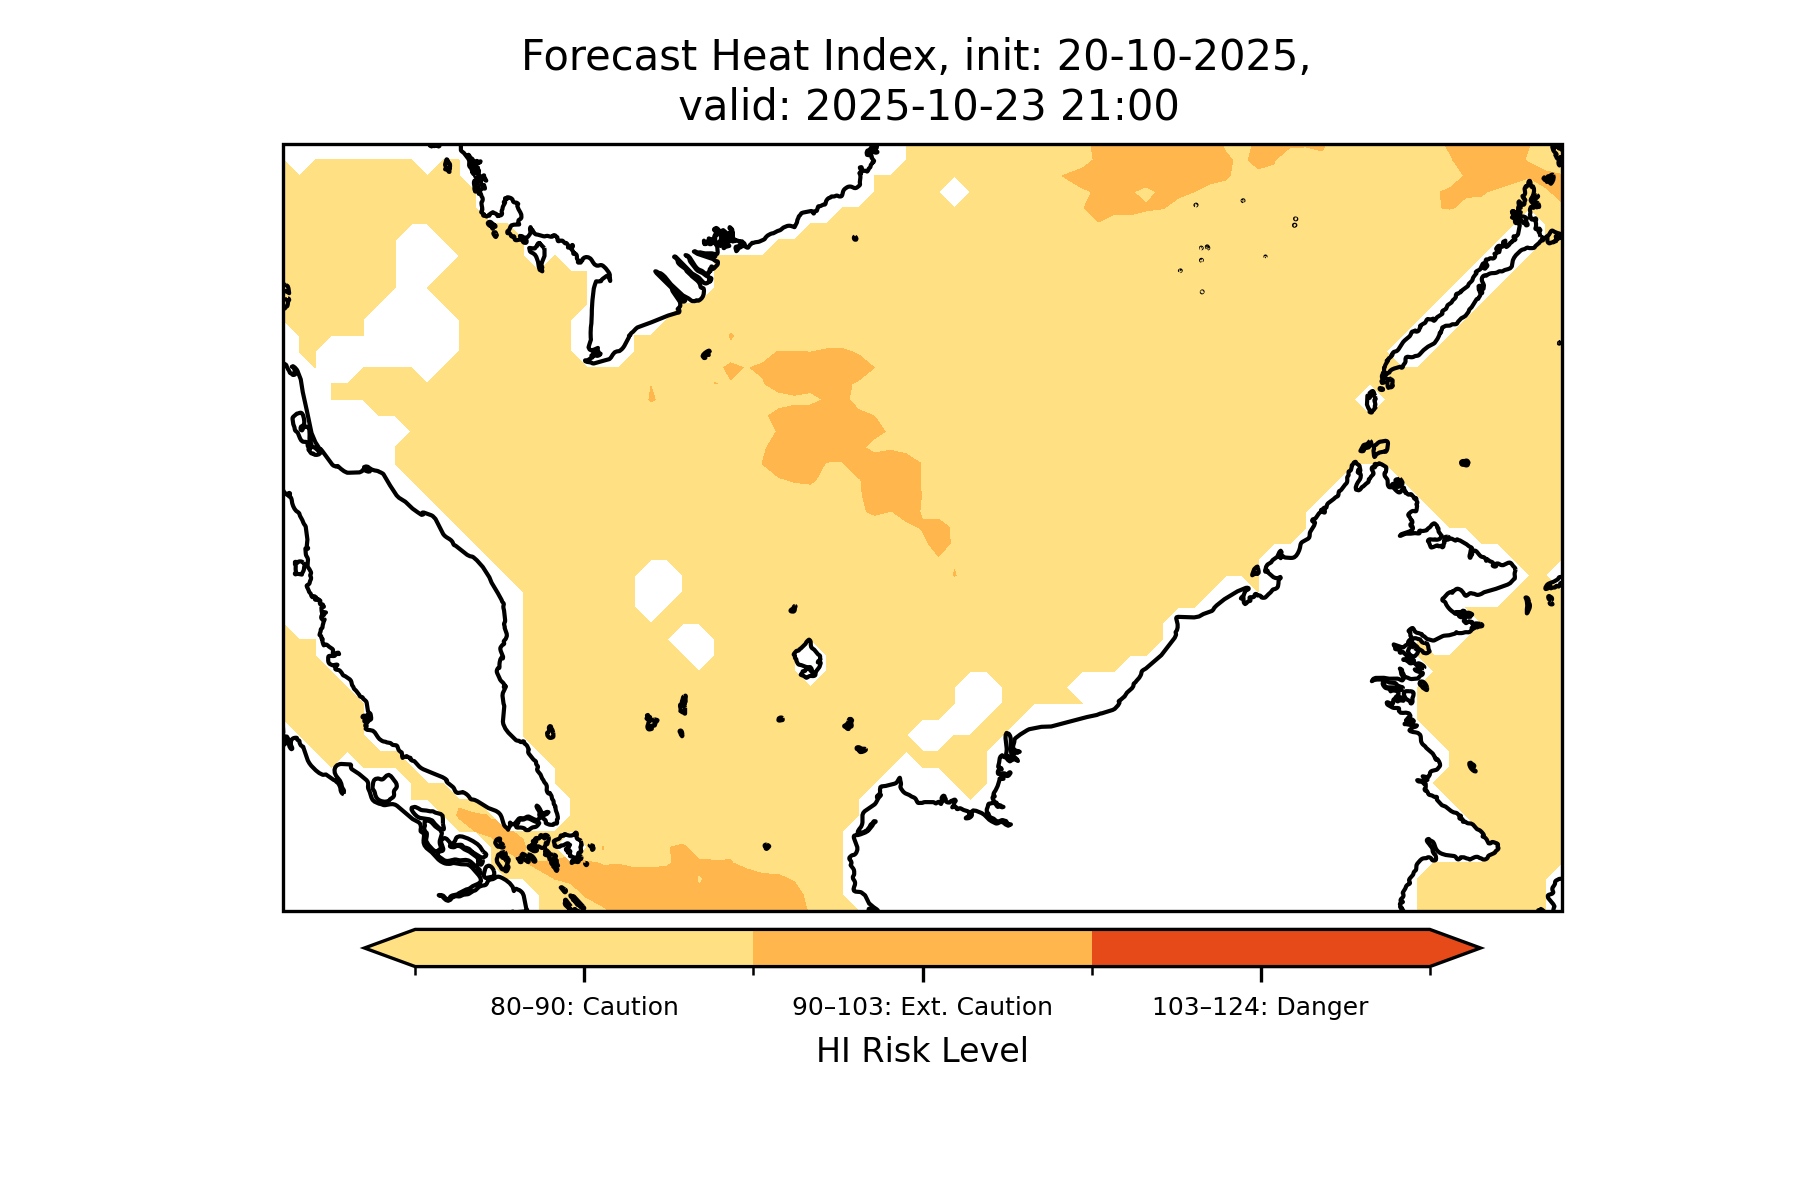 Forecast Heat Index, init: 20-10-2025,
valid: 2025-10-23 21:00
80–90: Caution
90–103: Ext. Caution
103–124: Danger
HI Risk Level